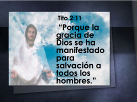 Tito 2:11
"Porque la
gracia de
Dios se ha
manifestado
para
salvación a
todos los
hombres."